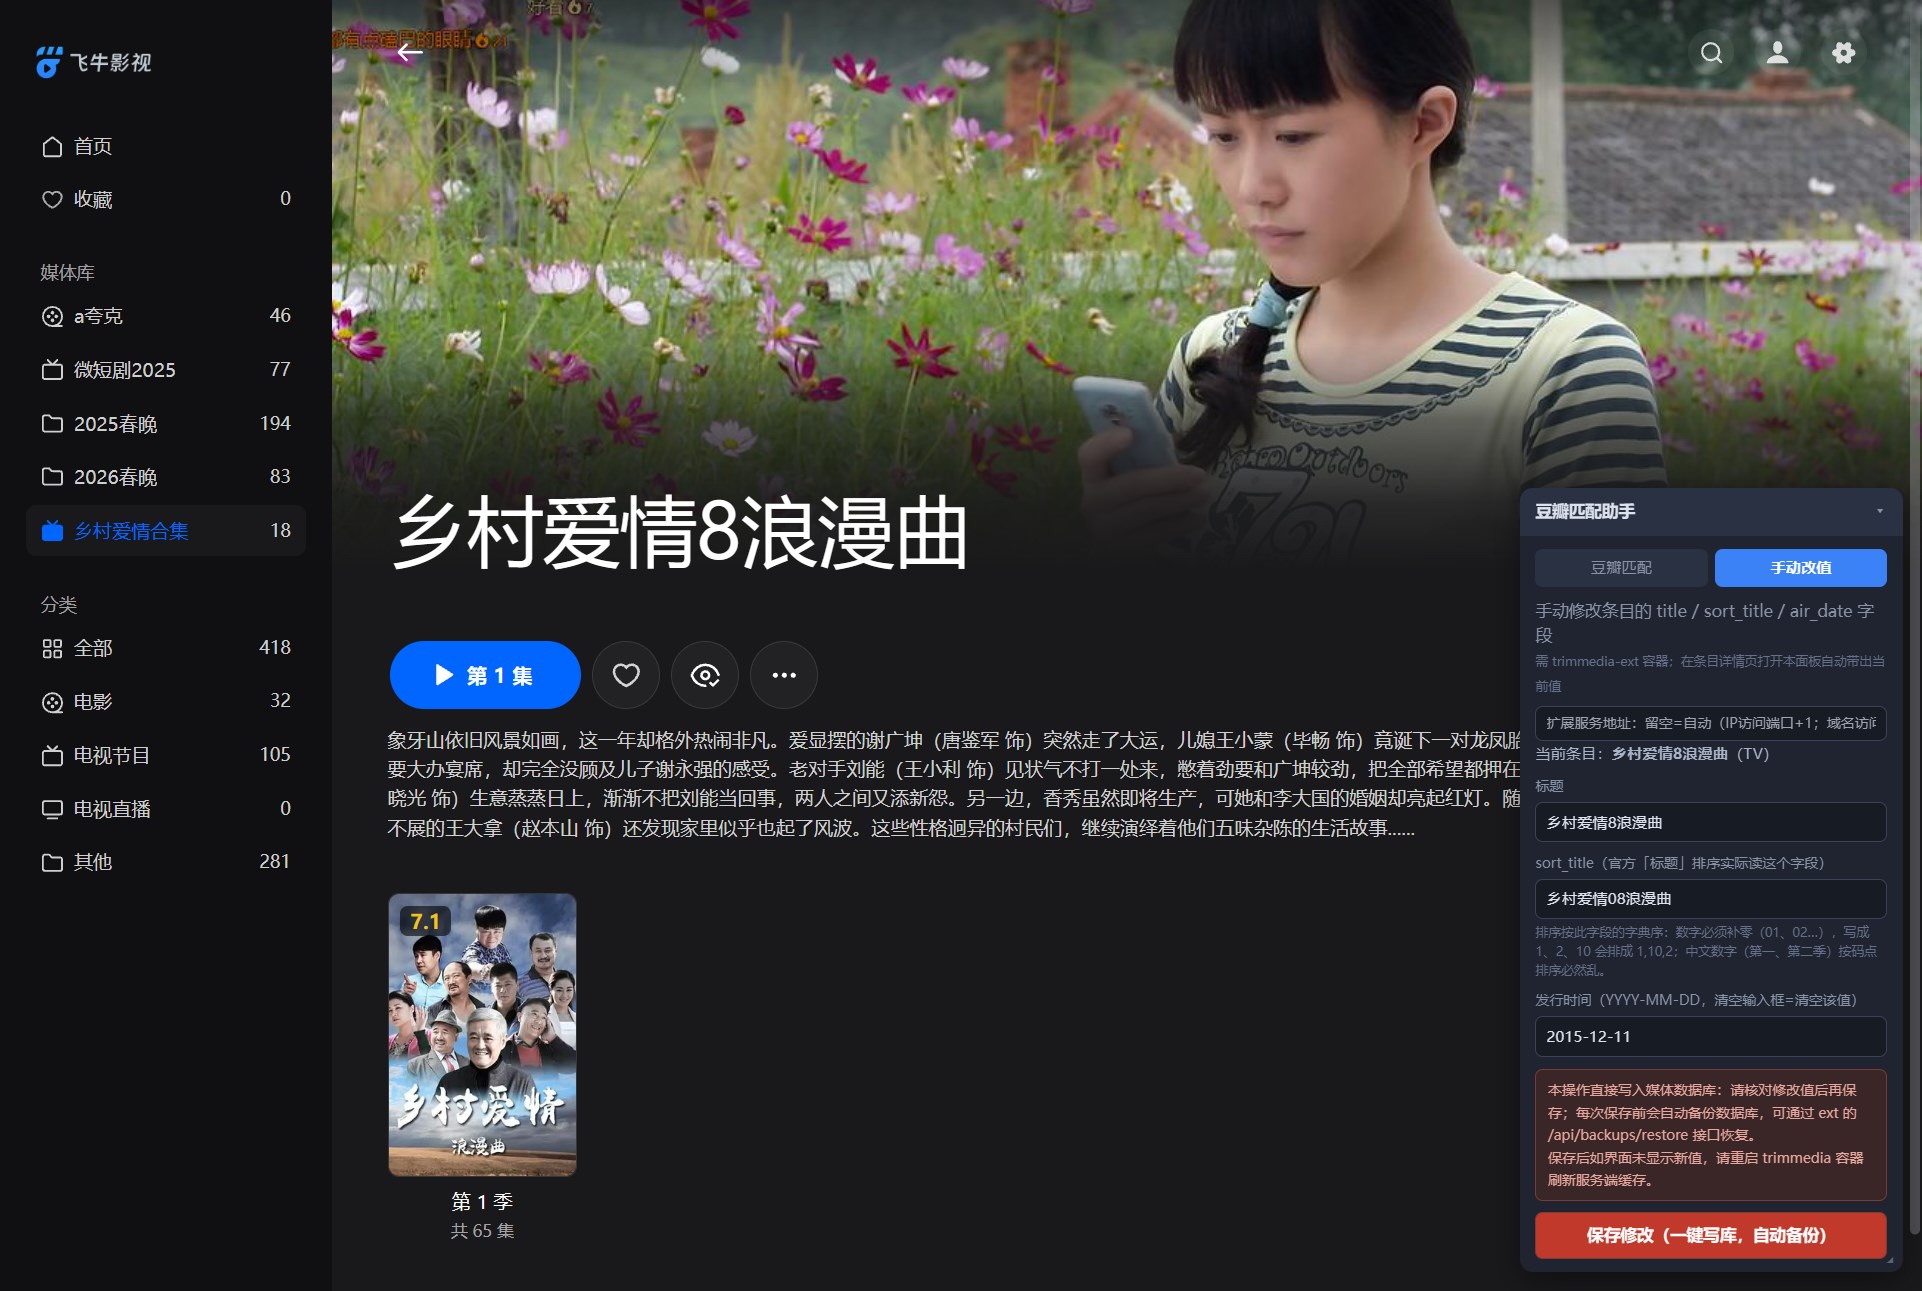 飞牛影视
首页
收藏 0
媒体库
a夸克 46
微短剧2025 77
2025春晚 194
2026春晚 83
乡村爱情合集 18
分类
全部 418
电影 32
电视节目 105
电视直播 0
其他 281
好看
的眼睛
乡村爱情8浪漫曲
第 1 集
象牙山依旧风景如画，这一年却格外热闹非凡。爱显摆的谢广坤（唐鉴军 饰）突然走了大运，儿媳王小蒙（毕畅 饰）竟诞下一对龙凤胎
要大办宴席，却完全没顾及儿子谢永强的感受。老对手刘能（王小利 饰）见状气不打一处来，憋着劲要和广坤较劲，把全部希望都押在
晓光 饰）生意蒸蒸日上，渐渐不把刘能当回事，两人之间又添新怨。另一边，香秀虽然即将生产，可她和李大国的婚姻却亮起红灯。随
不展的王大拿（赵本山 饰）还发现家里似乎也起了风波。这些性格迥异的村民们，继续演绎着他们五味杂陈的生活故事......
7.1
乡村爱情
浪漫曲
第 1 季
共 65 集
豆瓣匹配助手
豆瓣匹配
手动改值
手动修改条目的 title / sort_title / air_date 字
段
需 trimmedia-ext 容器；在条目详情页打开本面板自动带出当
前值
扩展服务地址：留空=自动（IP访问端口+1；域名访问
当前条目：乡村爱情8浪漫曲（TV）
标题
乡村爱情8浪漫曲
sort_title（官方「标题」排序实际读这个字段）
乡村爱情08浪漫曲
排序按此字段的字典序：数字必须补零（01、02…），写成
1、2、10 会排成 1,10,2；中文数字（第一、第二季）按码点
排序必然乱。
发行时间（YYYY-MM-DD，清空输入框=清空该值）
2015-12-11
本操作直接写入媒体数据库：请核对修改值后再保
存；每次保存前会自动备份数据库，可通过 ext 的
/api/backups/restore 接口恢复。
保存后如界面未显示新值，请重启 trimmedia 容器
刷新服务端缓存。
保存修改（一键写库，自动备份）